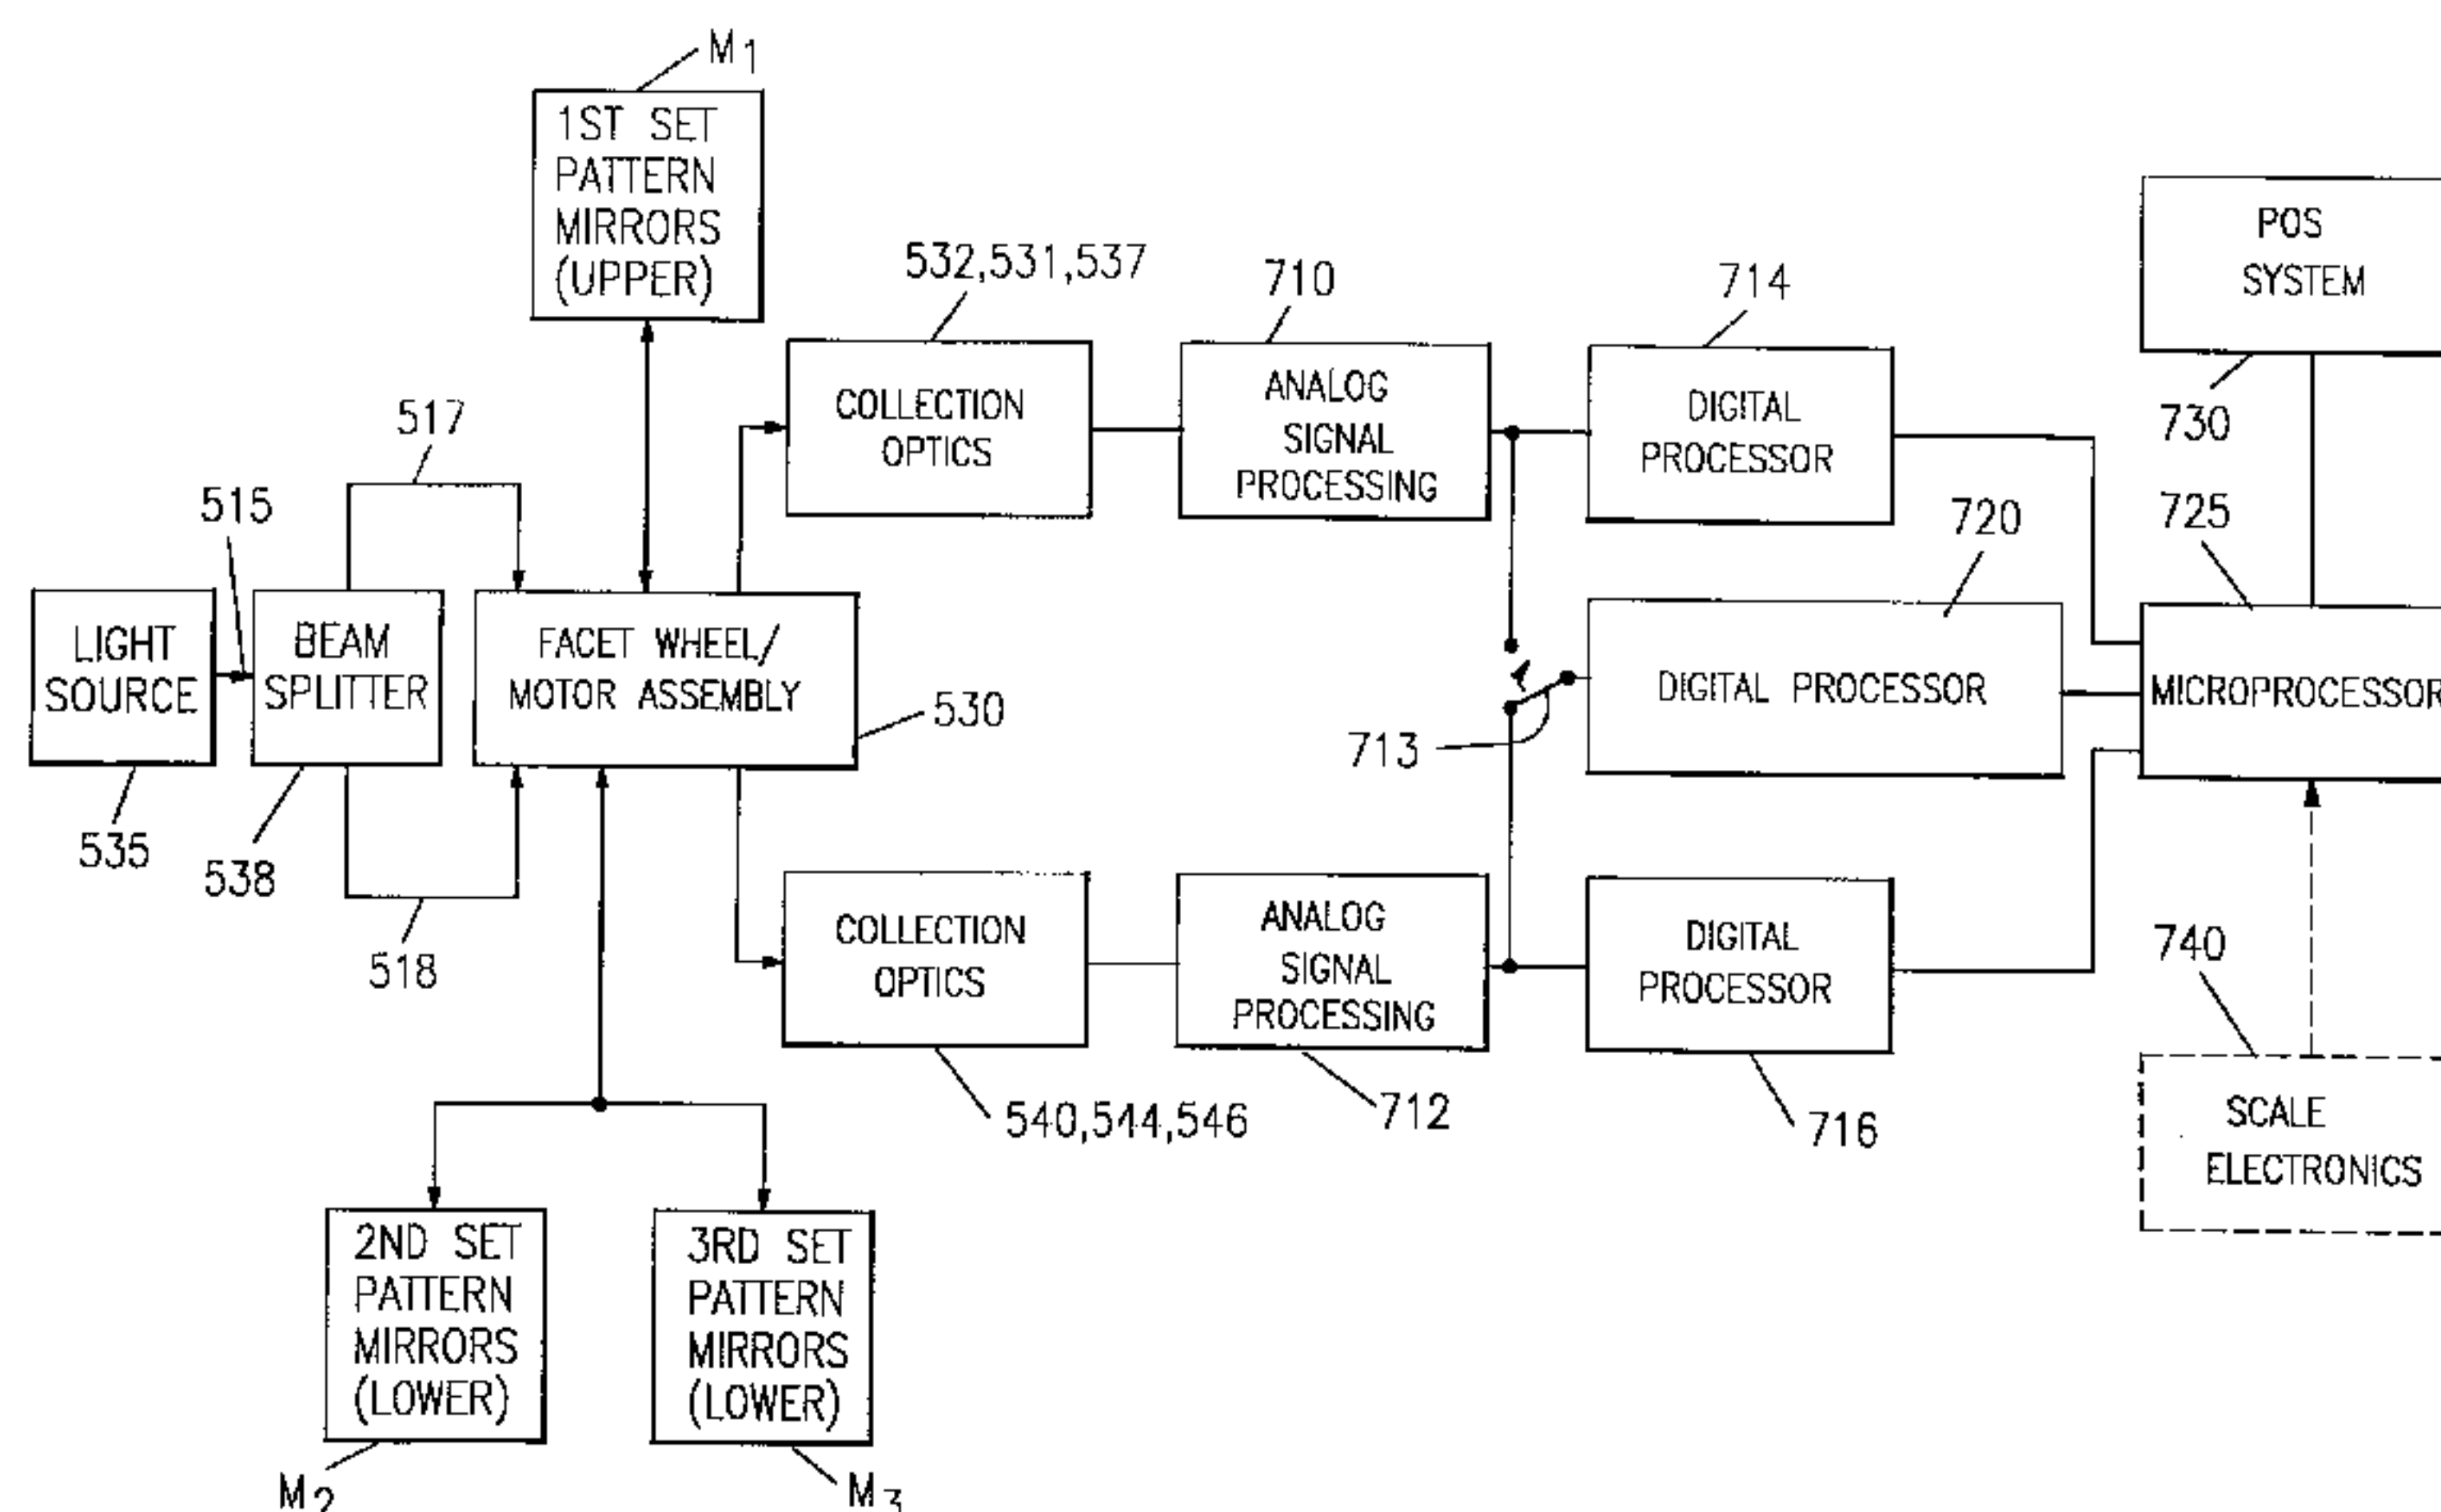 M1
1ST SET
PATTERN
MIRRORS
(UPPER)
532,531,537
710
714
POS
SYSTEM
730
517
COLLECTION
OPTICS
ANALOG
SIGNAL
PROCESSING
DIGITAL
PROCESSOR
515
720
725
LIGHT
SOURCE
BEAM
SPLITTER
FACET WHEEL/
MOTOR ASSEMBLY
530
713
DIGITAL PROCESSOR
MICROPROCESSOR
535
538
518
COLLECTION
OPTICS
ANALOG
SIGNAL
PROCESSING
DIGITAL
PROCESSOR
740
540,544,546
712
716
SCALE
ELECTRONICS
2ND SET
PATTERN
MIRRORS
(LOWER)
3RD SET
PATTERN
MIRRORS
(LOWER)
M2
M3